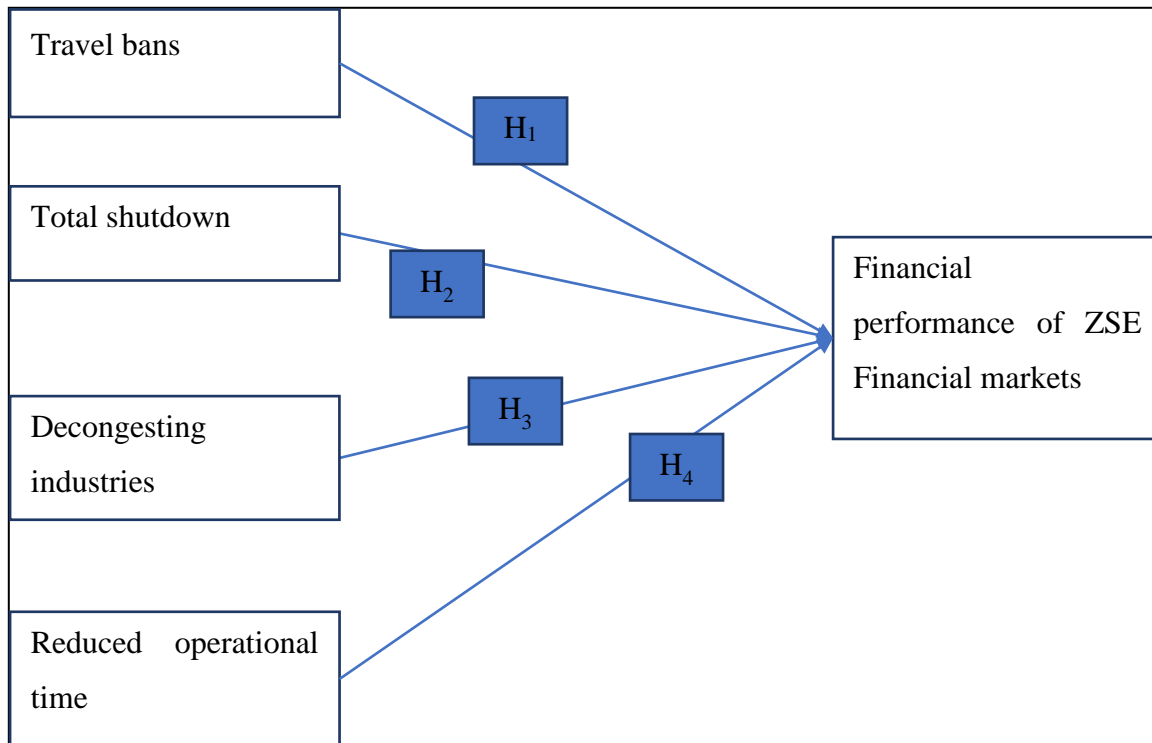 Travel bans
H1
Total shutdown
H2
Financial
performance of ZSE
Financial markets
Decongesting
industries
H3
H4
Reduced operational
time